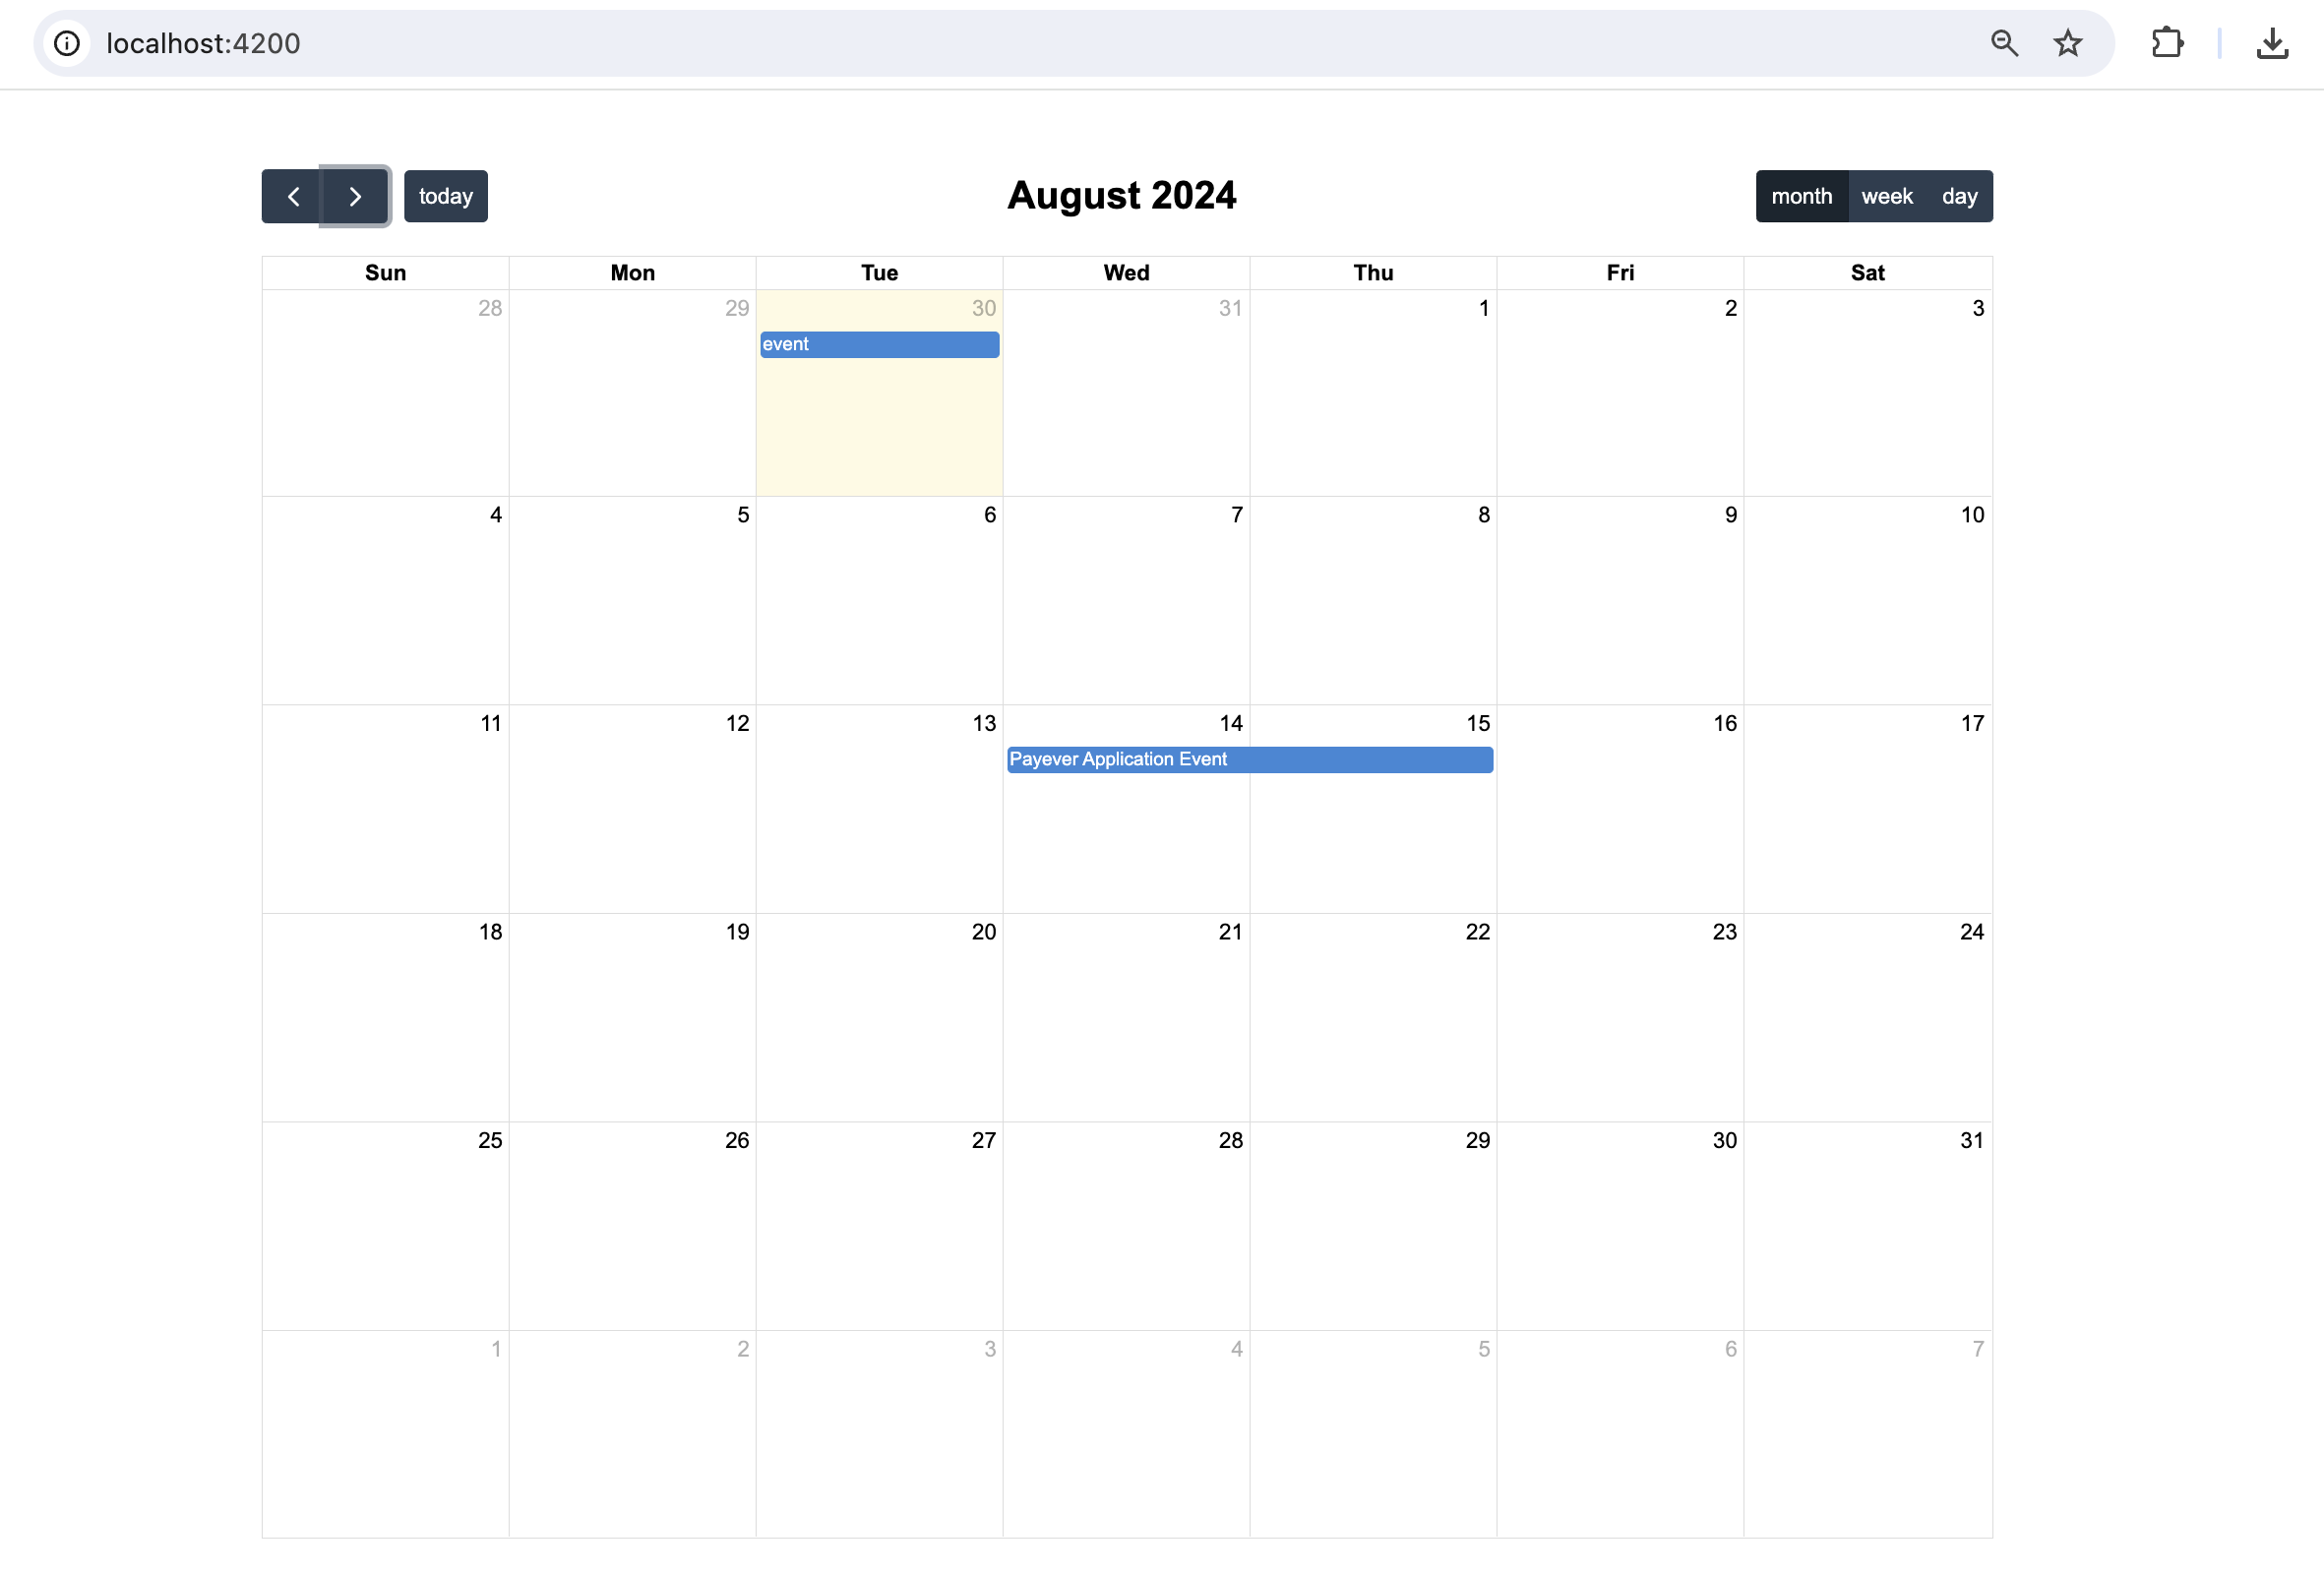 localhost:4200
today
August 2024
month week day
Sun Mon Tue Wed Thu Fri Sat
28 29 30 31 1 2 3
event
4 5 6 7 8 9 10
11 12 13 14 15 16 17
Payever Application Event
18 19 20 21 22 23 24
25 26 27 28 29 30 31
1 2 3 4 5 6 7